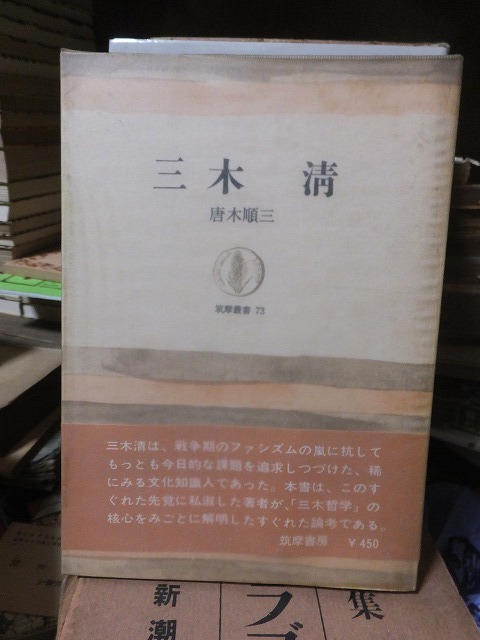 三木 清
唐木順三
筑摩叢書 73
三木清は、戦争期のファシズムの嵐に抗して
もっとも今日的な課題を追求しつづけた、稀
にみる文化知識人であった。本書は、このす
ぐれた先覚に私淑した著者が、「三木哲学」の
核心をみごとに解明したすぐれた論考である。
筑摩書房 ￥450
新潮
ラブ
集